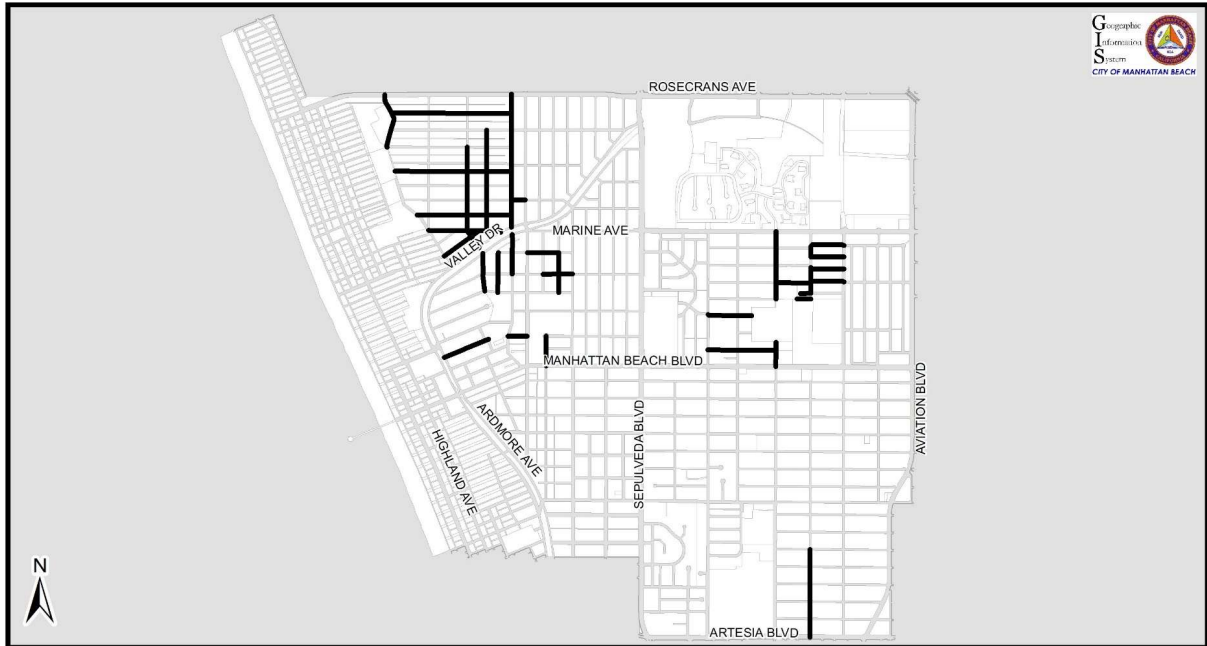 Geographic
Information
System
CITY OF MANHATTAN BEACH
ROSECRANS AVE
MARINE AVE
VALLEY DR
MANHATTAN BEACH BLVD
ARDMORE AVE
HIGHLAND AVE
SEPULVEDA BLVD
AVIATION BLVD
ARTESIA BLVD
N